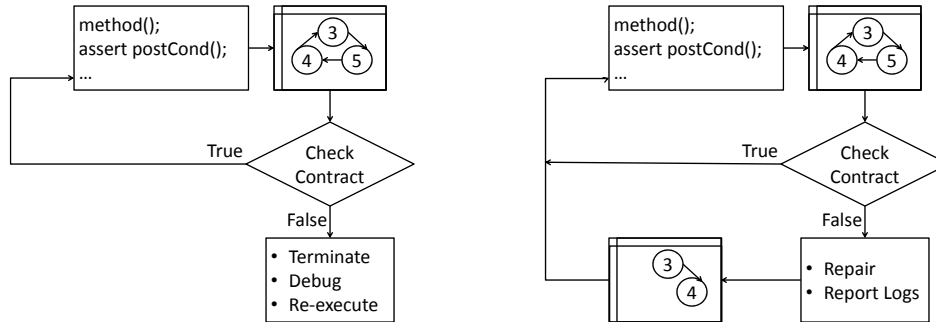 method();
assert postCond();
...
3
4
5
True
Check
Contract
False
• Terminate
• Debug
• Re-execute
method();
assert postCond();
...
3
4
5
True
Check
Contract
False
3
4
• Repair
• Report Logs